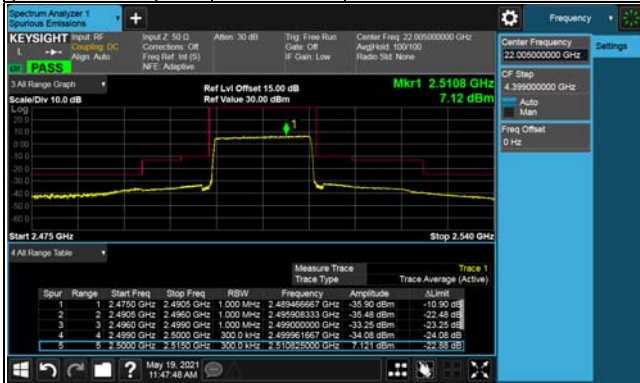 Spectrum Analyzer 1
Spurious Emissions
Frequency
KEYSIGHT Input: RF
Coupling: DC
Align: Auto
Input Z: 50 Ω
Corrections: Off
Freq Ref: Int (S)
NFE: Adaptive
Atten: 30 dB
Trig: Free Run
Gate: Off
IF Gain: Low
Center Freq: 22.005000000 GHz
Avg|Hold: 100/100
Radio Std: None
L
PASS
3 All Range Graph
Scale/Div 10.0 dB
Ref Lvl Offset 15.00 dB
Ref Value 30.00 dBm
Mkr1 2.5108 GHz
7.12 dBm
Log
20.0
10.0
0.00
-10.0
-20.0
-30.0
-40.0
-50.0
-60.0
1
Start 2.475 GHz
Stop 2.540 GHz
4 All Range Table
Measure Trace Trace 1
Trace Type Trace Average (Active)
Spur Range Start Freq Stop Freq RBW Frequency Amplitude ΔLimit
1 1 2.4750 GHz 2.4905 GHz 1.000 MHz 2.489466667 GHz -35.90 dBm -10.90 dB
2 2 2.4905 GHz 2.4960 GHz 1.000 MHz 2.495908333 GHz -35.48 dBm -22.48 dB
3 3 2.4960 GHz 2.4990 GHz 1.000 MHz 2.499000000 GHz -33.25 dBm -23.25 dB
4 4 2.4990 GHz 2.5000 GHz 300.0 kHz 2.499961667 GHz -34.08 dBm -24.08 dB
5 5 2.5000 GHz 2.5150 GHz 300.0 kHz 2.510825000 GHz 7.121 dBm -22.88 dB
May 19, 2021
11:47:48 AM
Center Frequency
22.005000000 GHz
Settings
CF Step
4.399000000 GHz
Auto
Man
Freq Offset
0 Hz